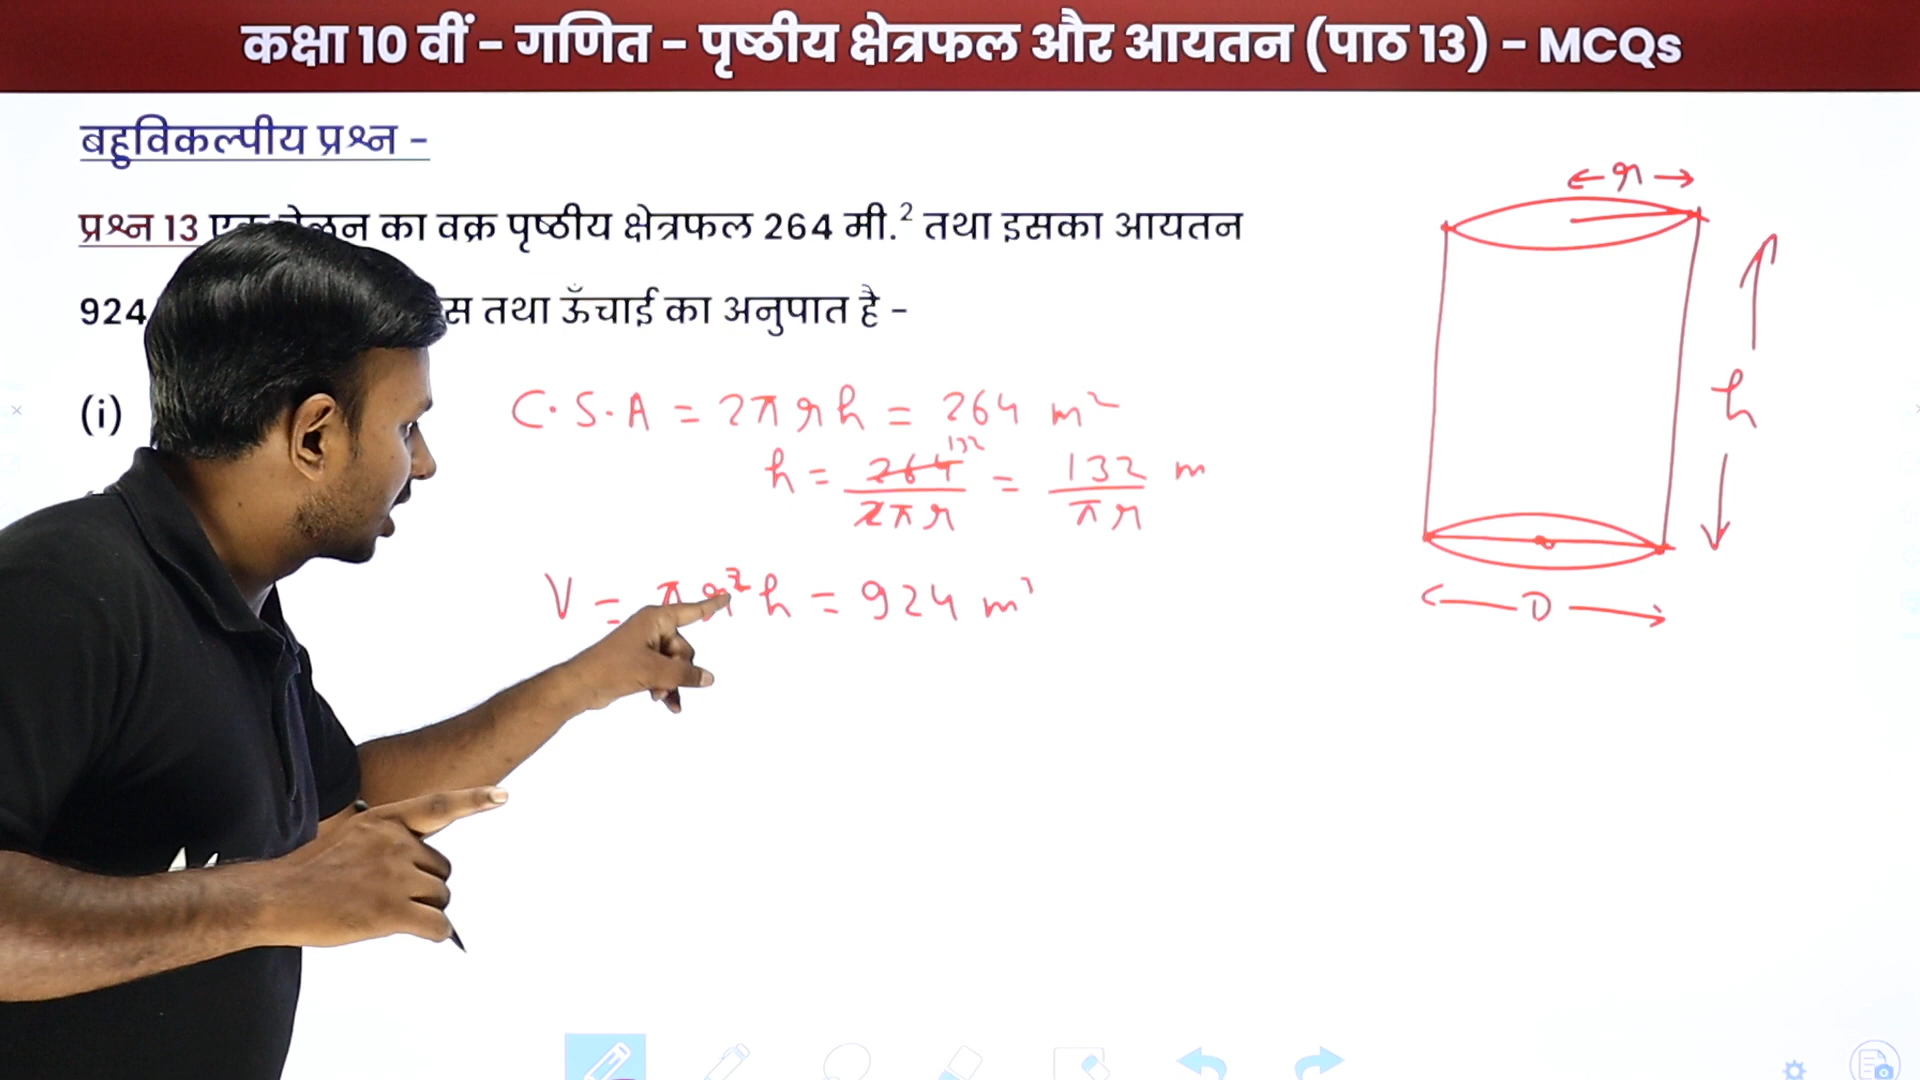 कक्षा 10 वीं - गणित - पृष्ठीय क्षेत्रफल और आयतन (पाठ 13) - MCQs
बहुविकल्पीय प्रश्न -
प्रश्न 13 का वक्र पृष्ठीय क्षेत्रफल 264 मी.² तथा इसका आयतन
924 तथा ऊँचाई का अनुपात है -
(i)
C.S.A = 2πrh = 264 m²
132
h = 264/2πr = 132/πr m
V = πr²h = 924 m³
r
h
D